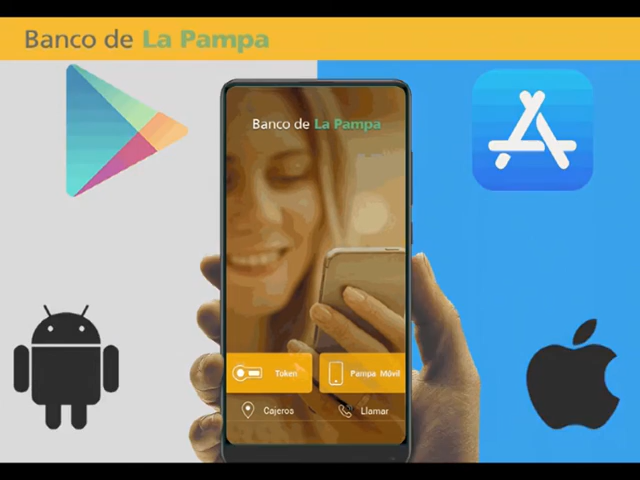 Banco de La Pampa
Banco de La Pampa
Token
Pampa Móvil
Cajeros
Llamar